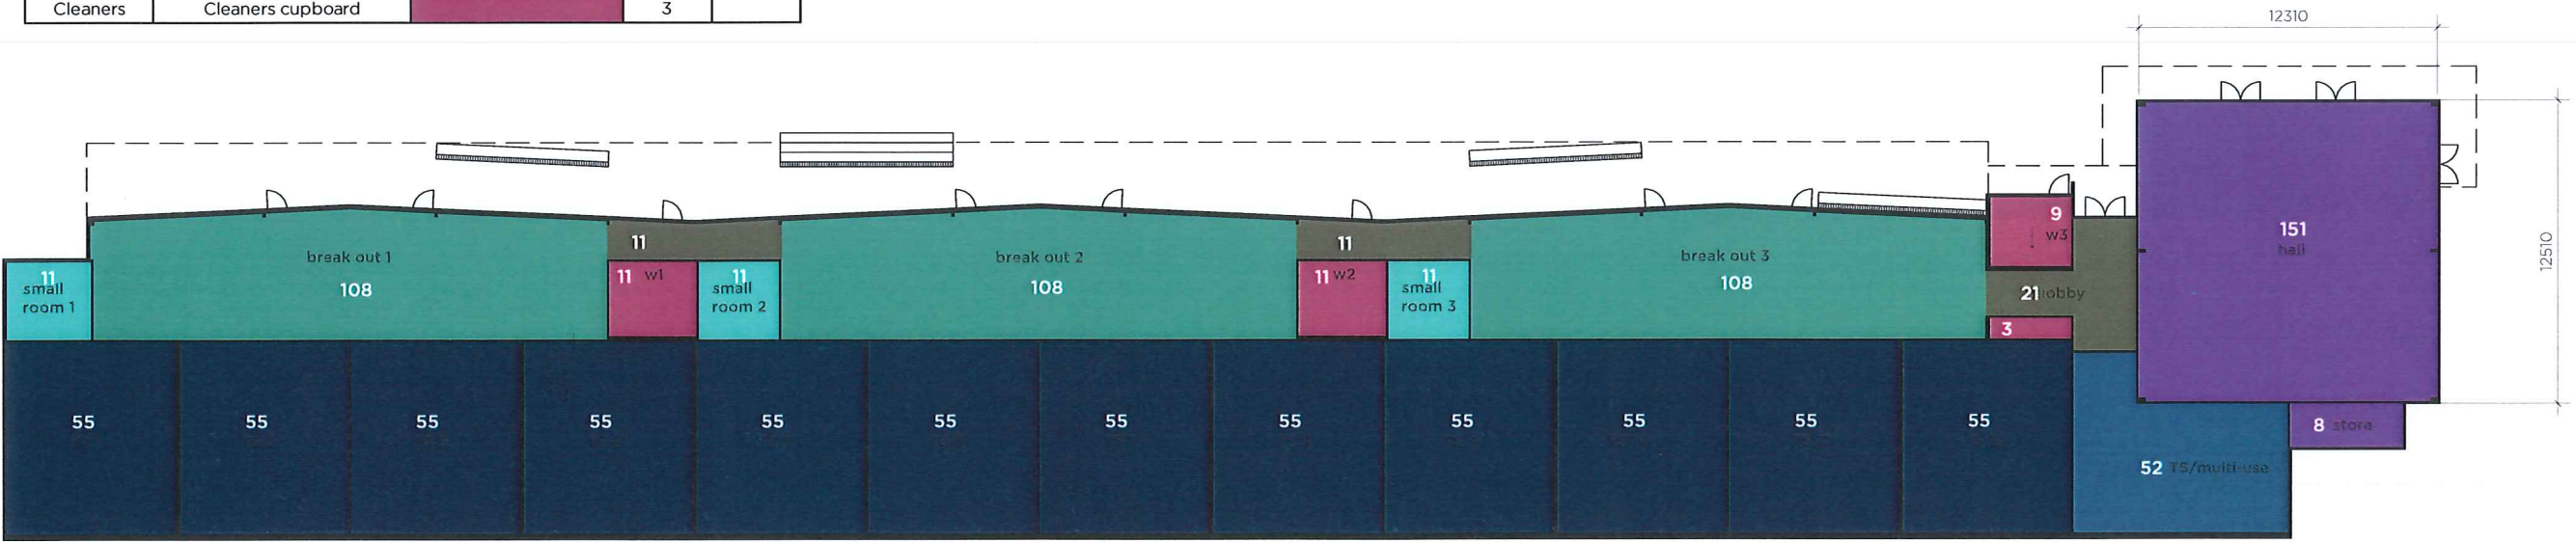 Cleaners Cleaners cupboard 3
12310
12510
break out 1
108
11
small
room 1
11
11 w1
11
small
room 2
break out 2
108
11
11 w2
11
small
room 3
break out 3
108
9
w3
21 lobby
3
151
hall
55 55 55 55 55 55 55 55 55 55 55 55
8 store
52 TS/multi-use